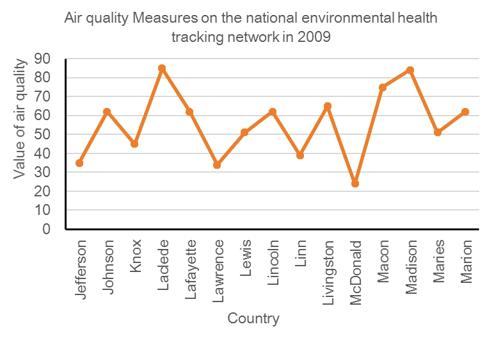 Air quality Measures on the national environmental health
tracking network in 2009
Value of air quality
90
80
70
60
50
40
30
20
10
0
Jefferson
Johnson
Knox
Ladede
Lafayette
Lawrence
Lewis
Lincoln
Linn
Livingston
McDonald
Macon
Madison
Maries
Marion
Country